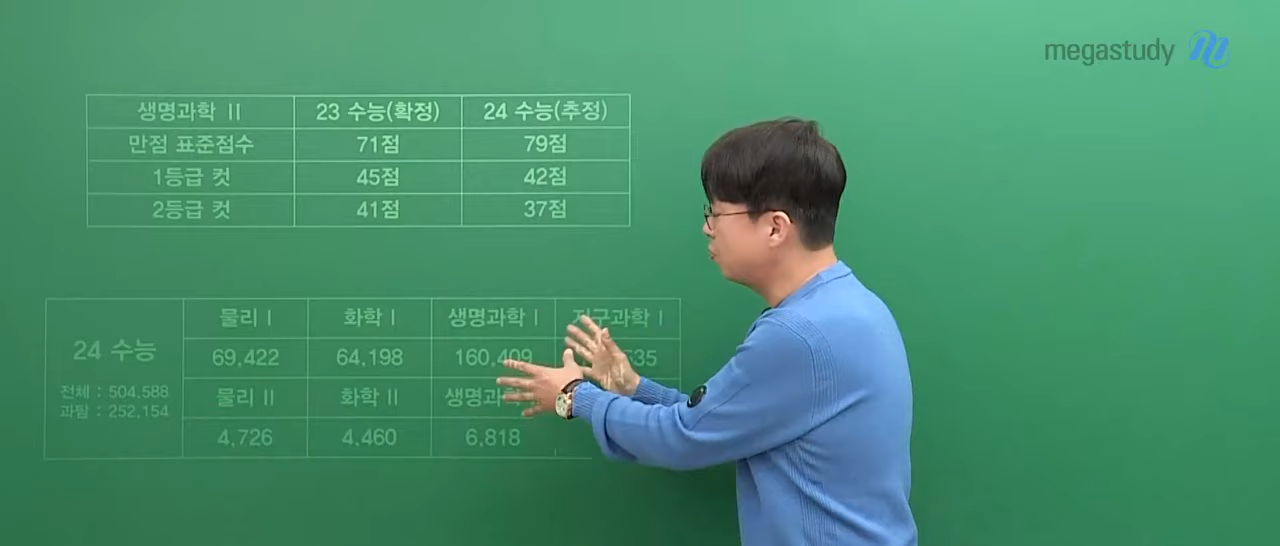 megastudy
생명과학 II 23 수능(확정) 24 수능(추정)
만점 표준점수 71점 79점
1등급 컷 45점 42점
2등급 컷 41점 37점
24 수능
전체 : 504,588
과탐 : 252,154
물리 I 화학 I 생명과학 I 지구과학 I
69,422 64,198 160,409
물리 II 화학 II
4,726 4,460 6,818